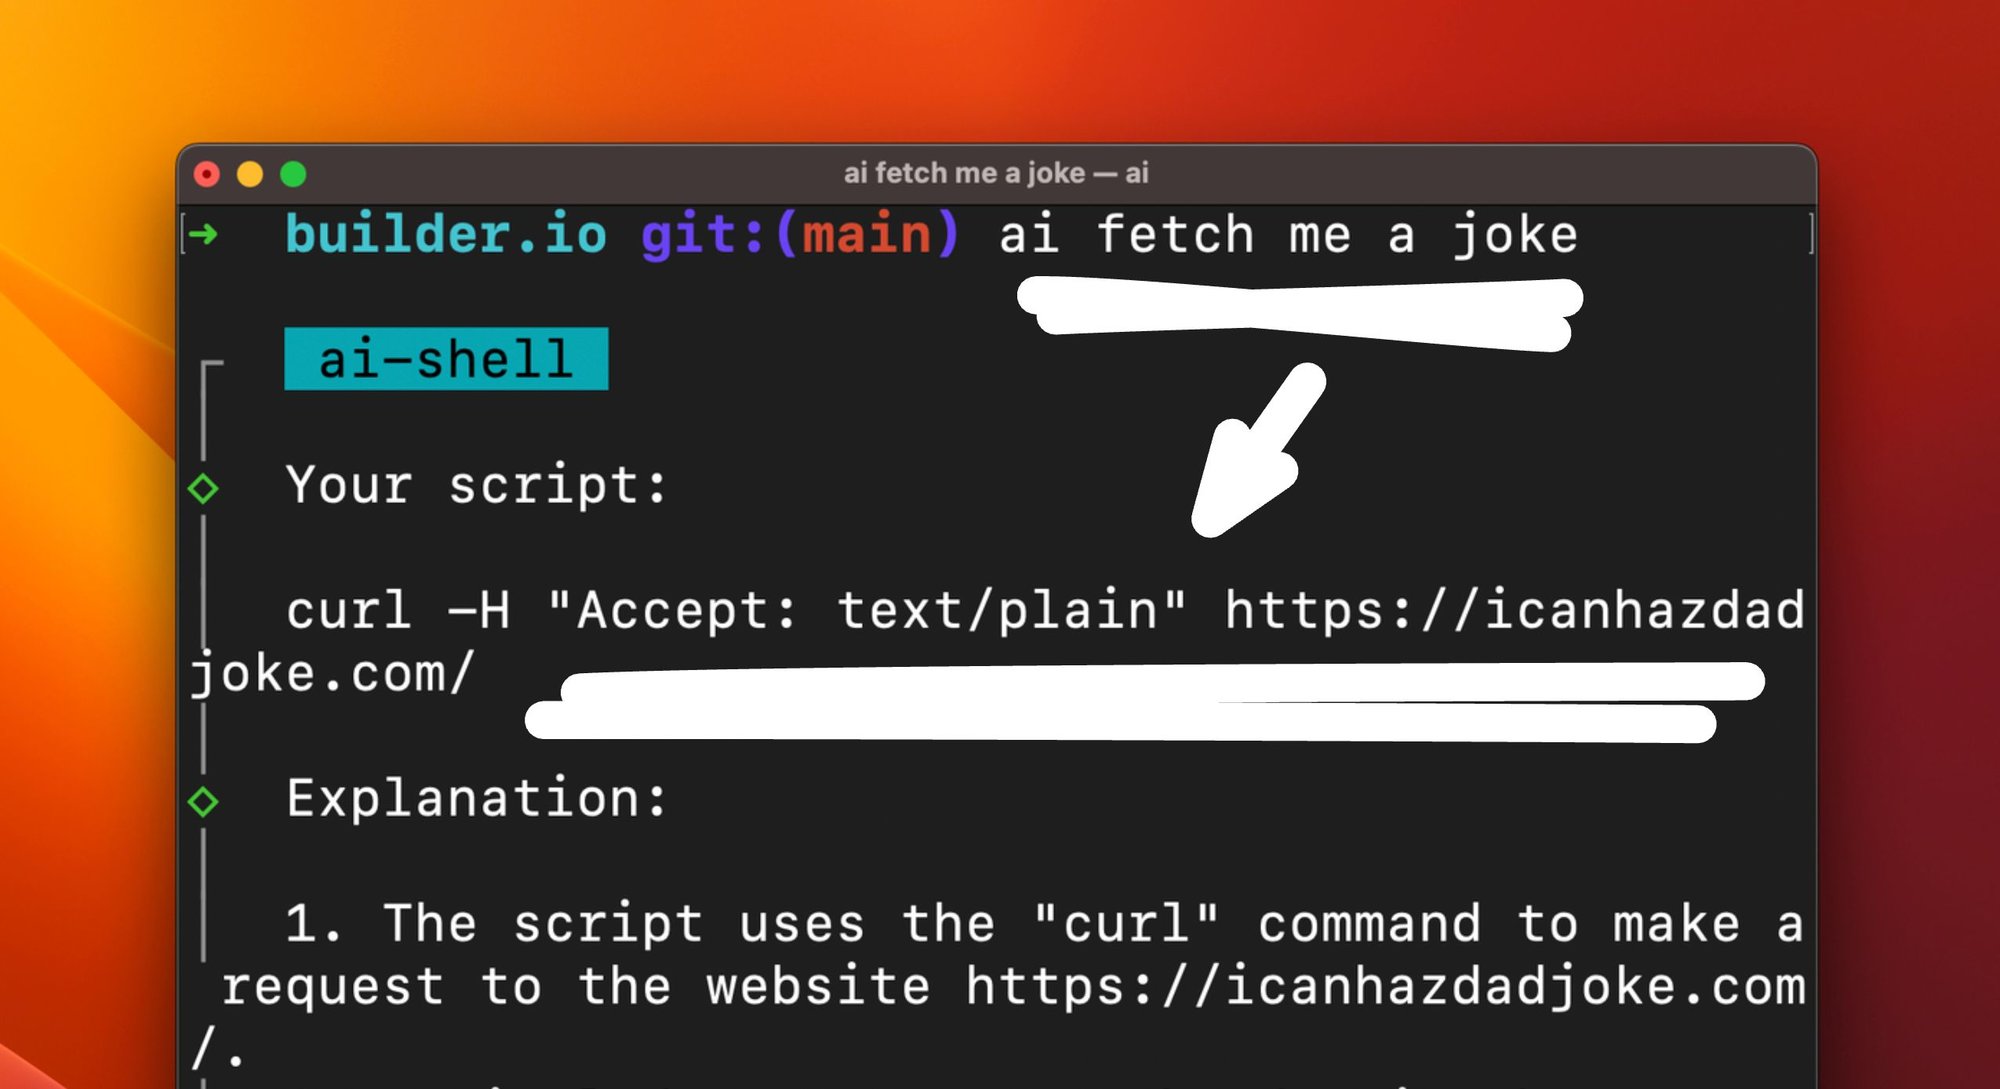 ai fetch me a joke — ai
[→ builder.io git:(main) ai fetch me a joke ]
ai-shell
Your script:
curl -H "Accept: text/plain" https://icanhazdad
joke.com/
Explanation:
1. The script uses the "curl" command to make a
request to the website https://icanhazdadjoke.com
/.